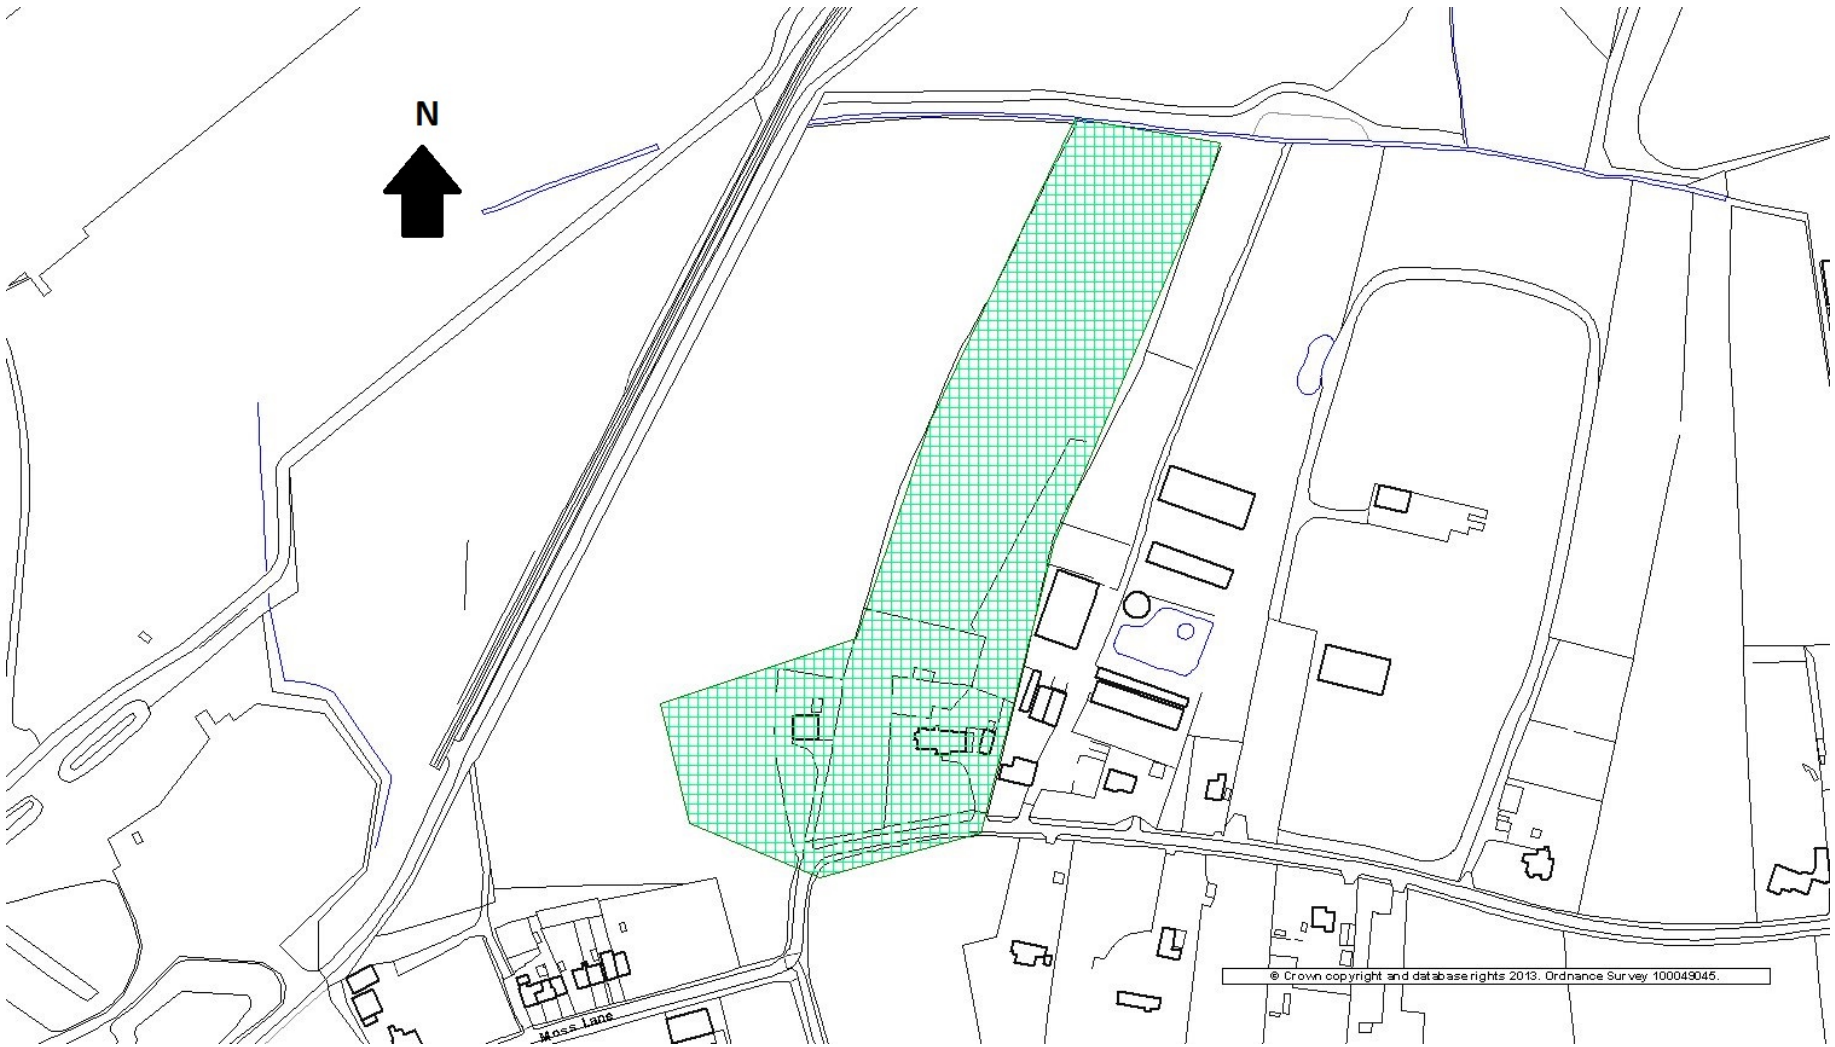 N
© Crown copyright and database rights 2013. Ordnance Survey 100049045.
Moss Lane